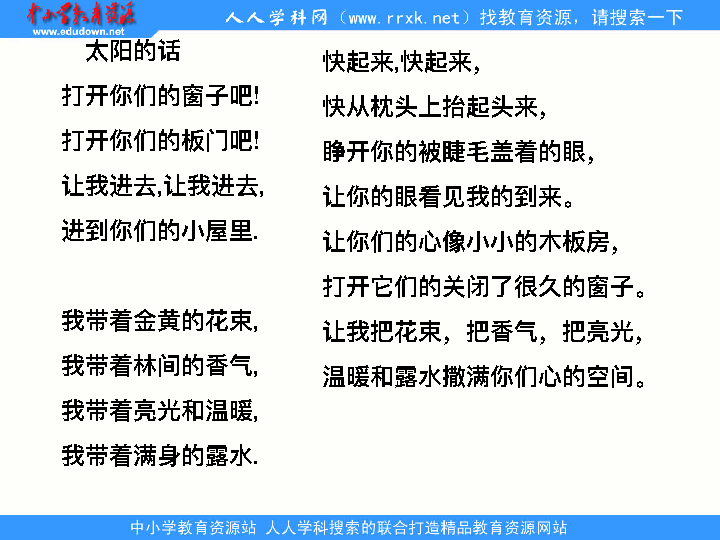 中小学教育资源
www.edudown.net
人人学科网（www.rrxk.net）找教育资源，请搜索一下
太阳的话
打开你们的窗子吧!
打开你们的板门吧!
让我进去,让我进去,
进到你们的小屋里.
我带着金黄的花束,
我带着林间的香气,
我带着亮光和温暖,
我带着满身的露水.
快起来,快起来，
快从枕头上抬起头来，
睁开你的被睫毛盖着的眼，
让你的眼看见我的到来。
让你们的心像小小的木板房，
打开它们的关闭了很久的窗子。
让我把花束，把香气，把亮光，
温暖和露水撒满你们心的空间。
中小学教育资源站 人人学科搜索的联合打造精品教育资源网站